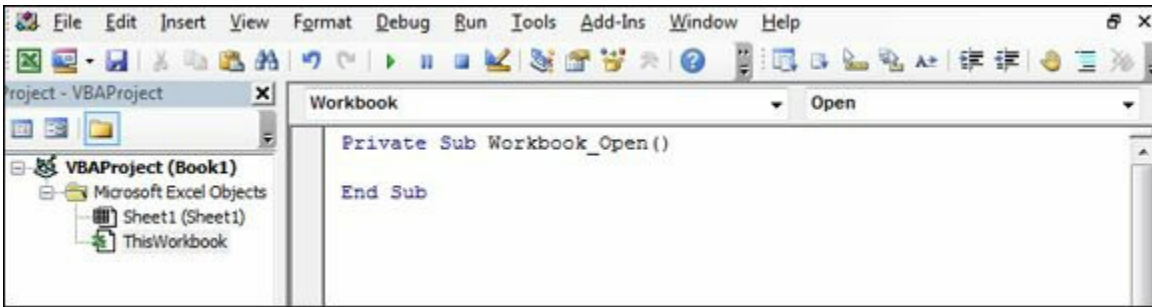 File Edit Insert View Format Debug Run Tools Add-Ins Window Help
Project - VBAProject
Workbook
Open
VBAProject (Book1)
Microsoft Excel Objects
Sheet1 (Sheet1)
ThisWorkbook
Private Sub Workbook_Open()
End Sub